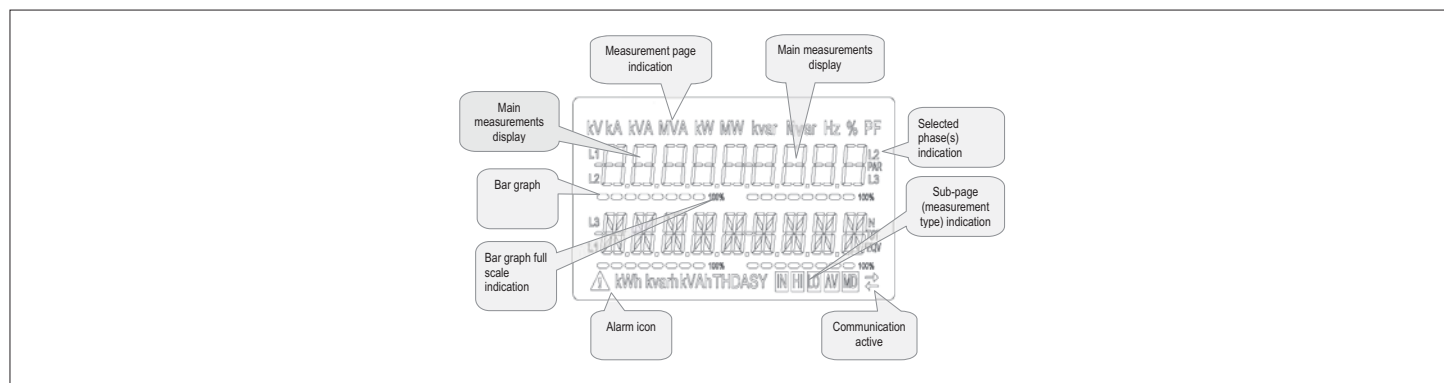 Measurement page
indication
Main measurements
display
Main
measurements
display
kV kA kVA MVA kW MW kvar Mvar Hz % PF
Selected
phase(s)
indication
L1
L2
PAR
L2
L3
Bar graph
100%
100%
Sub-page
(measurement
type) indication
L3
N
L1
EQV
Bar graph full
scale
indication
100%
100%
kWh kvarh kVAh THD ASY IN HI LO AV MD
Alarm icon
Communication
active